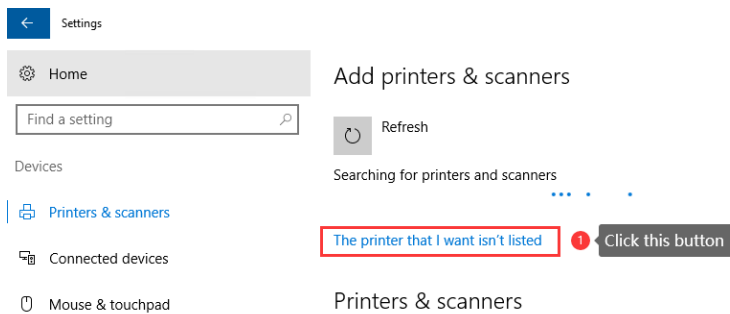 Settings
Home
Find a setting
Devices
Printers & scanners
Connected devices
Mouse & touchpad
Add printers & scanners
Refresh
Searching for printers and scanners
The printer that I want isn't listed
1 Click this button
Printers & scanners